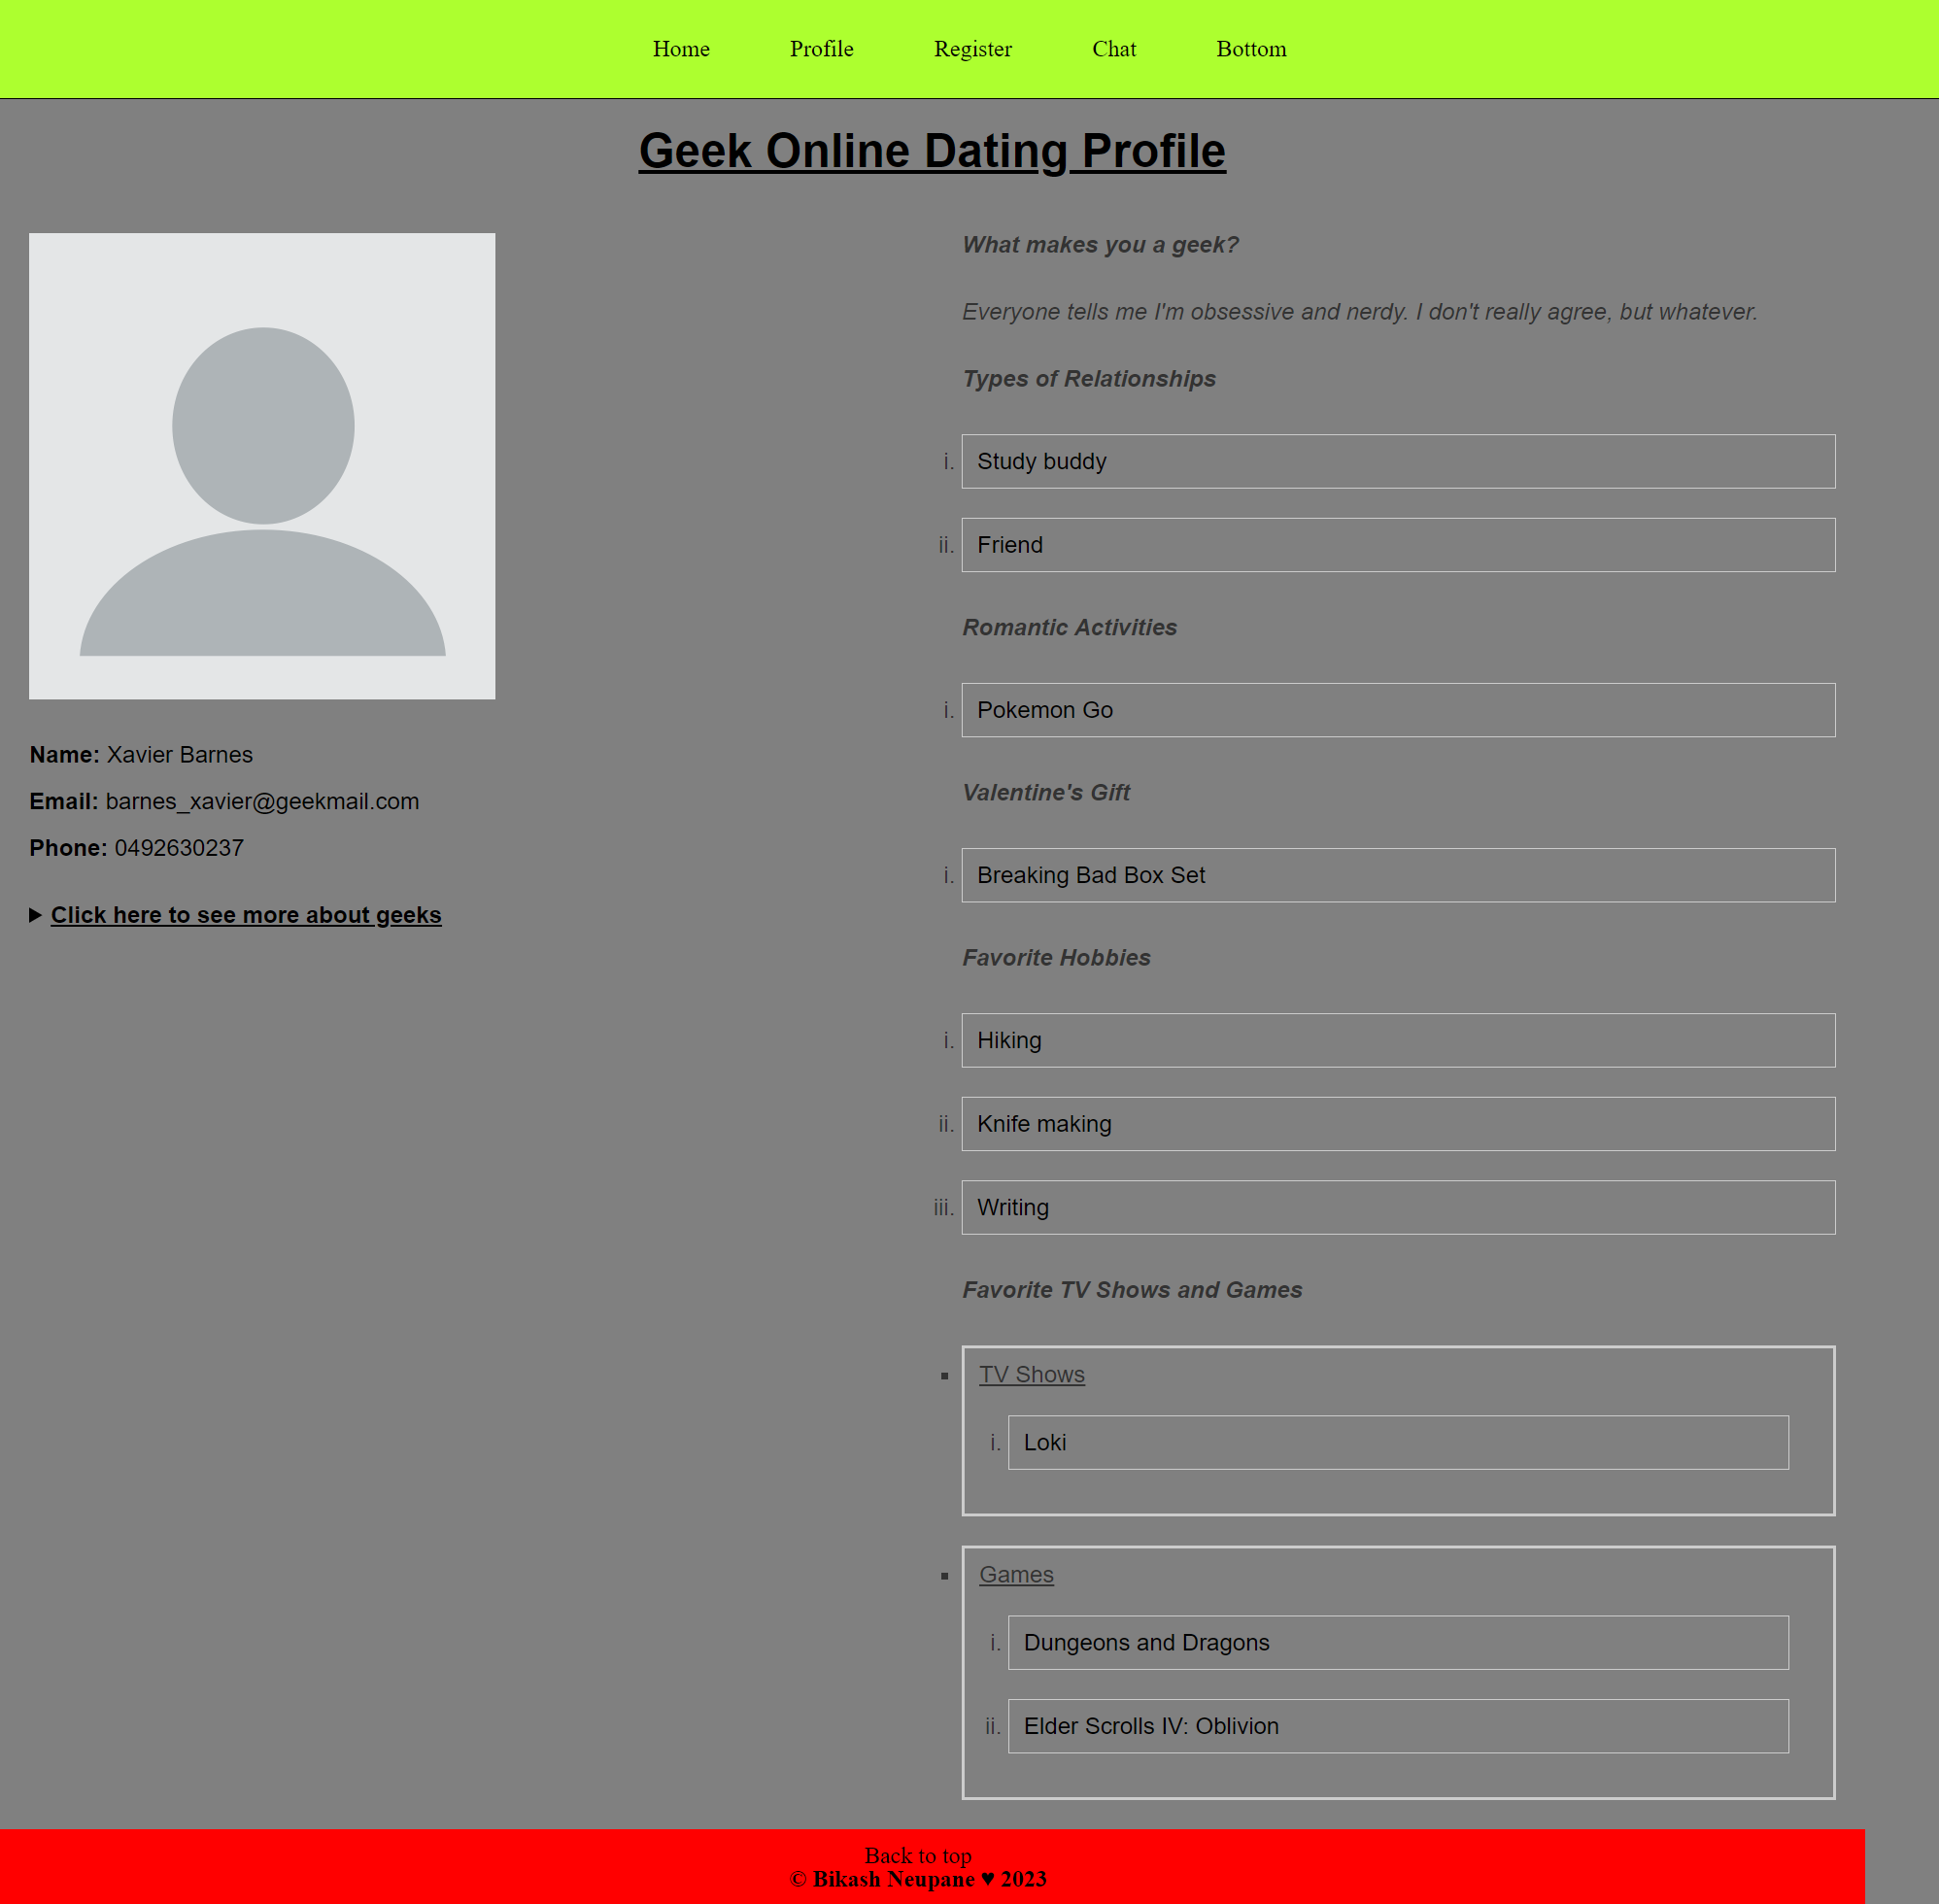 Home Profile Register Chat Bottom
Geek Online Dating Profile
Name: Xavier Barnes
Email: barnes_xavier@geekmail.com
Phone: 0492630237
▶ Click here to see more about geeks
What makes you a geek?
Everyone tells me I'm obsessive and nerdy. I don't really agree, but whatever.
Types of Relationships
i. Study buddy
ii. Friend
Romantic Activities
i. Pokemon Go
Valentine's Gift
i. Breaking Bad Box Set
Favorite Hobbies
i. Hiking
ii. Knife making
iii. Writing
Favorite TV Shows and Games
▪ TV Shows
i. Loki
▪ Games
i. Dungeons and Dragons
ii. Elder Scrolls IV: Oblivion
Back to top
© Bikash Neupane ♥ 2023